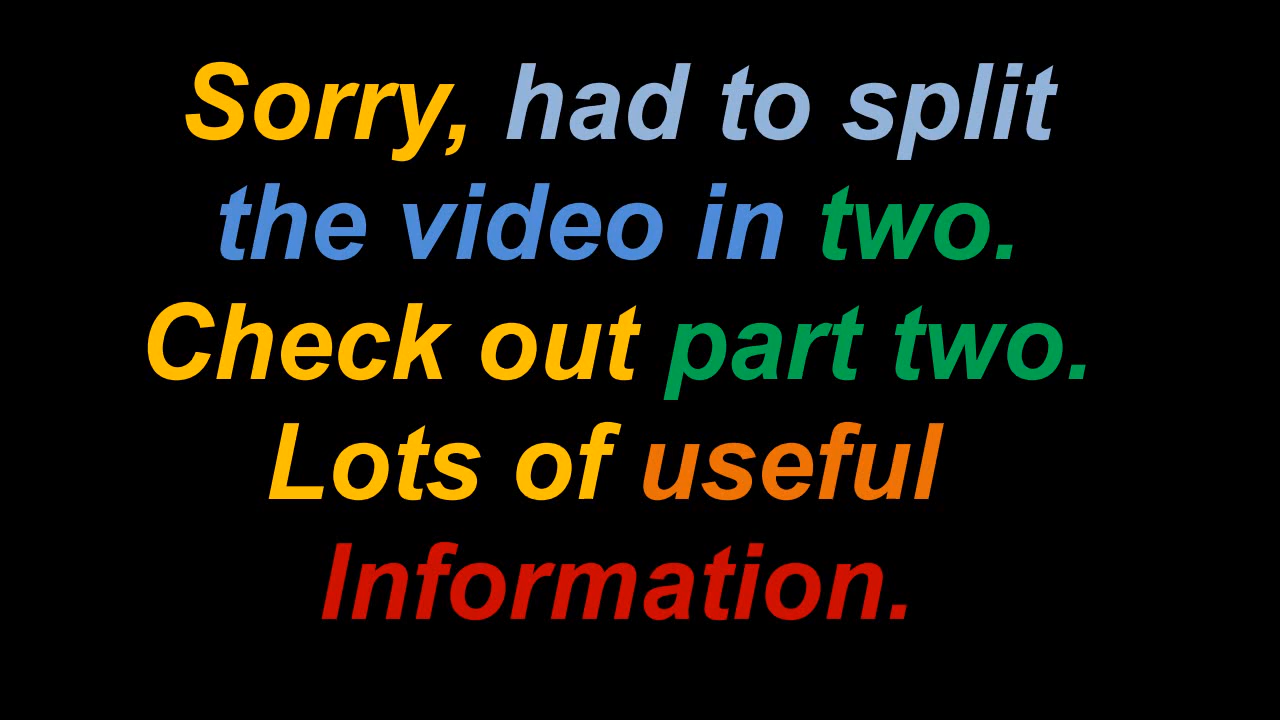 Sorry, had to split
the video in two.
Check out part two.
Lots of useful
Information.